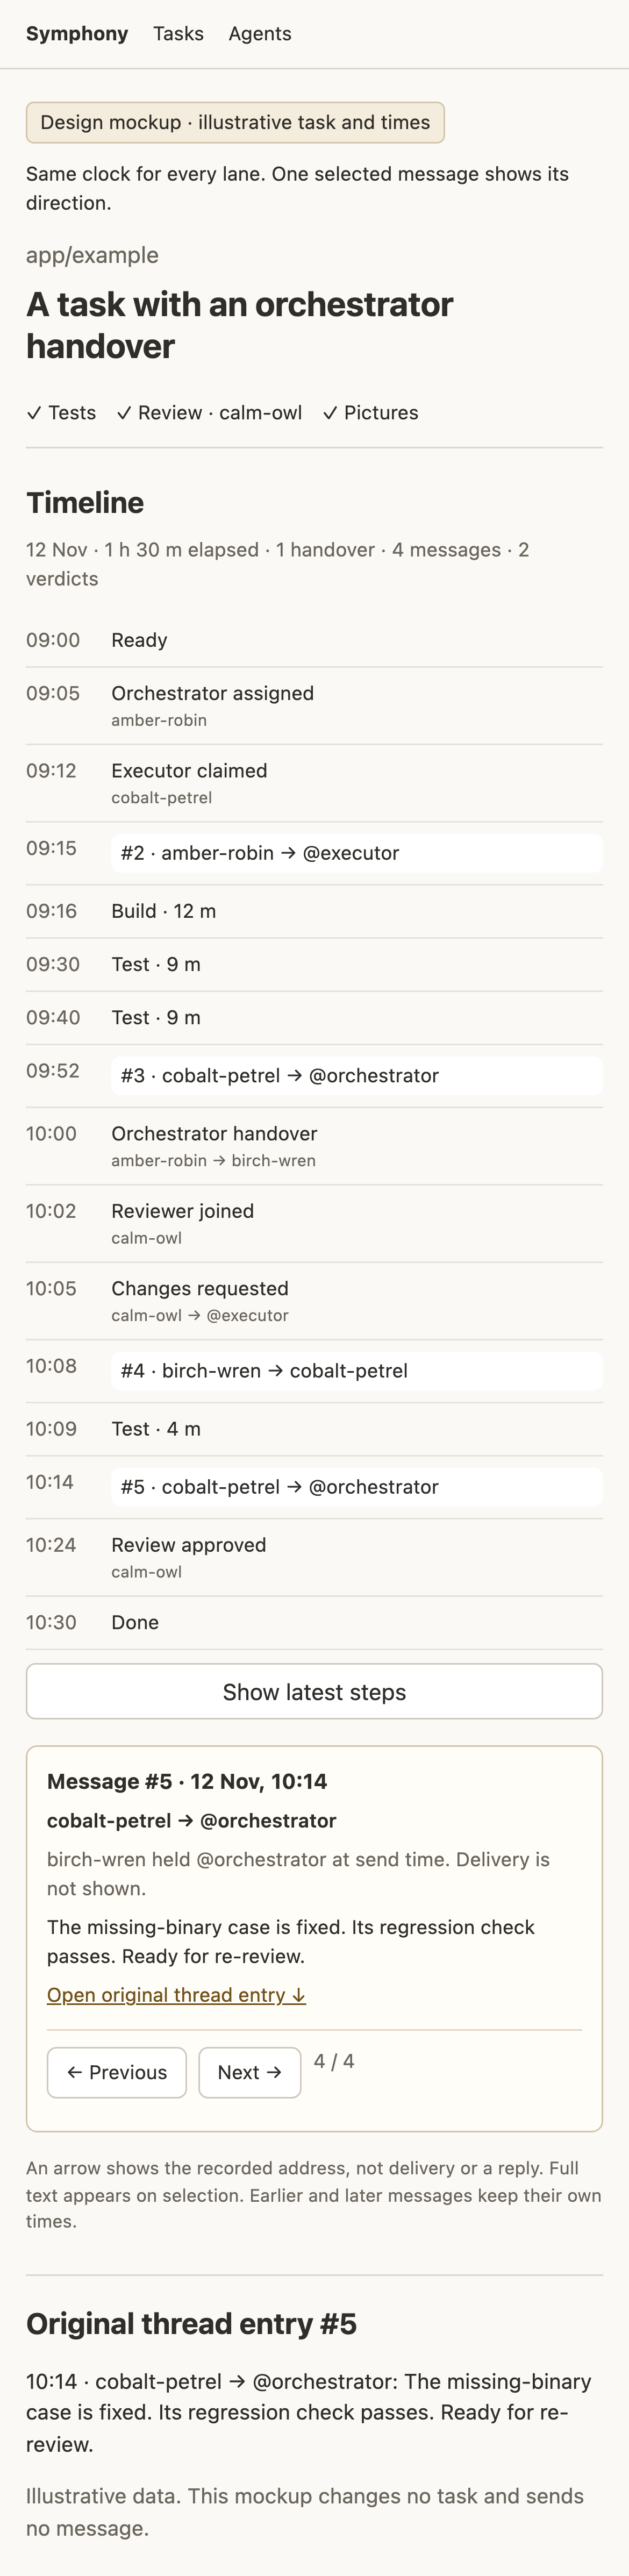 Symphony Tasks Agents
Design mockup · illustrative task and times
Same clock for every lane. One selected message shows its
direction.
app/example
A task with an orchestrator
handover
✓ Tests ✓ Review · calm-owl ✓ Pictures
Timeline
12 Nov · 1 h 30 m elapsed · 1 handover · 4 messages · 2
verdicts
09:00 Ready
09:05 Orchestrator assigned
amber-robin
09:12 Executor claimed
cobalt-petrel
09:15 #2 · amber-robin → @executor
09:16 Build · 12 m
09:30 Test · 9 m
09:40 Test · 9 m
09:52 #3 · cobalt-petrel → @orchestrator
10:00 Orchestrator handover
amber-robin → birch-wren
10:02 Reviewer joined
calm-owl
10:05 Changes requested
calm-owl → @executor
10:08 #4 · birch-wren → cobalt-petrel
10:09 Test · 4 m
10:14 #5 · cobalt-petrel → @orchestrator
10:24 Review approved
calm-owl
10:30 Done
Show latest steps
Message #5 · 12 Nov, 10:14
cobalt-petrel → @orchestrator
birch-wren held @orchestrator at send time. Delivery is
not shown.
The missing-binary case is fixed. Its regression check
passes. Ready for re-review.
Open original thread entry ↓
← Previous Next → 4 / 4
An arrow shows the recorded address, not delivery or a reply. Full
text appears on selection. Earlier and later messages keep their own
times.
Original thread entry #5
10:14 · cobalt-petrel → @orchestrator: The missing-binary
case is fixed. Its regression check passes. Ready for re-
review.
Illustrative data. This mockup changes no task and sends
no message.